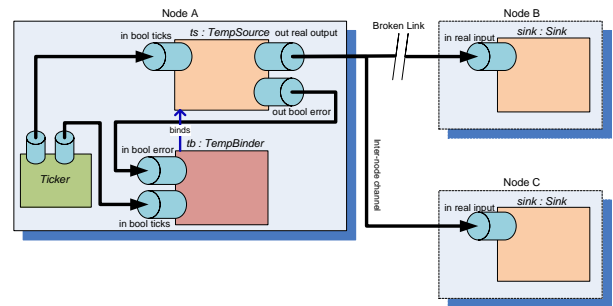 Node A
Node B
in bool ticks
ts : TempSource
out real output
Broken Link
sink : Sink
in real input
out bool error
binds
in bool error
tb : TempBinder
Ticker
in bool ticks
Inter-node channel
Node C
sink : Sink
in real input